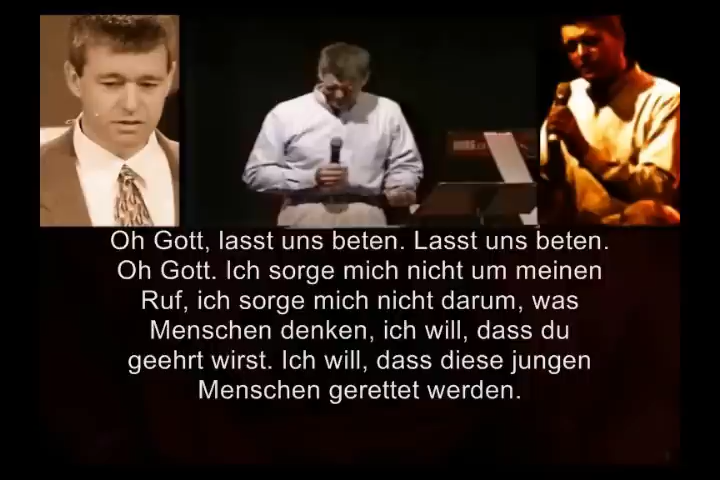 Oh Gott, lasst uns beten. Lasst uns beten.
Oh Gott. Ich sorge mich nicht um meinen
Ruf, ich sorge mich nicht darum, was
Menschen denken, ich will, dass du
geehrt wirst. Ich will, dass diese jungen
Menschen gerettet werden.